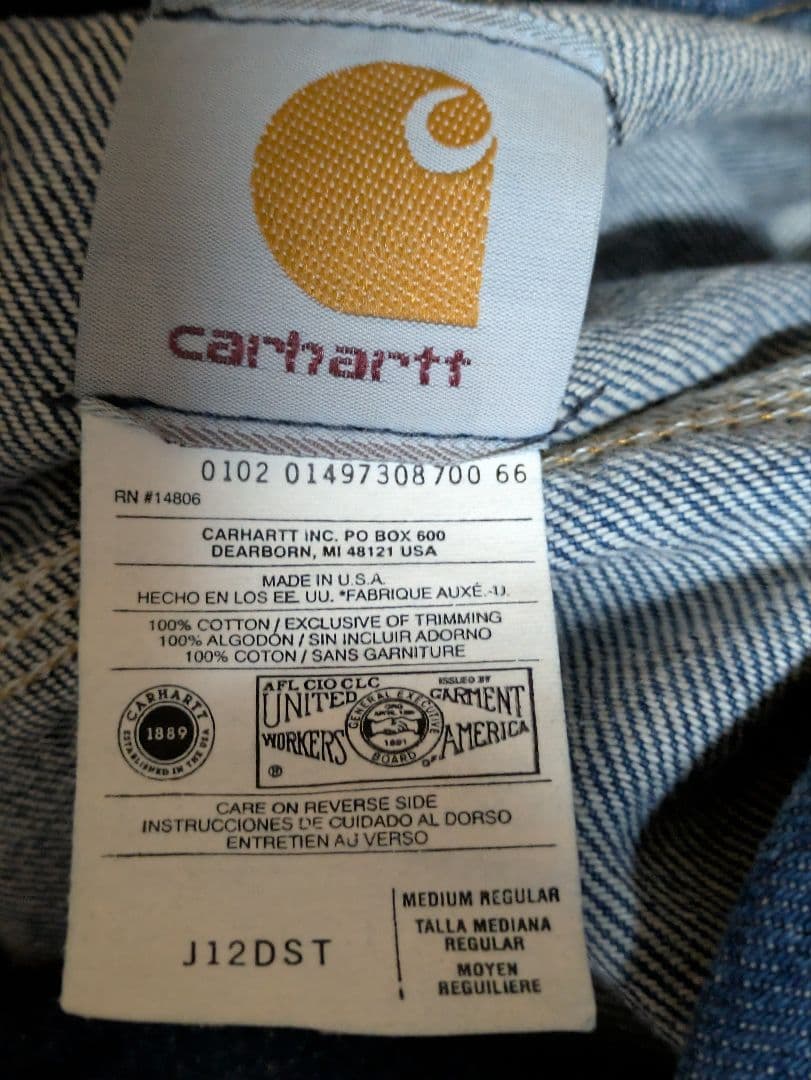 carhartt
0102 01497308700 66
RN #14806
CARHARTT INC. PO BOX 600
DEARBORN, MI 48121 USA
MADE IN U.S.A.
HECHO EN LOS EE. UU. *FABRIQUE AUXÉ.-U.
100% COTTON / EXCLUSIVE OF TRIMMING
100% ALGODÓN / SIN INCLUIR ADORNO
100% COTON / SANS GARNITURE
CARHARTT
1889
ESTABLISHED IN THE USA
AFL CIO CLC
ISSUED BY
UNITED GARMENT
WORKERS OF AMERICA
GENERAL EXECUTIVE
1891
BOARD
®
CARE ON REVERSE SIDE
INSTRUCCIONES DE CUIDADO AL DORSO
ENTRETIEN AU VERSO
J12DST
MEDIUM REGULAR
TALLA MEDIANA
REGULAR
MOYEN
REGUILIERE